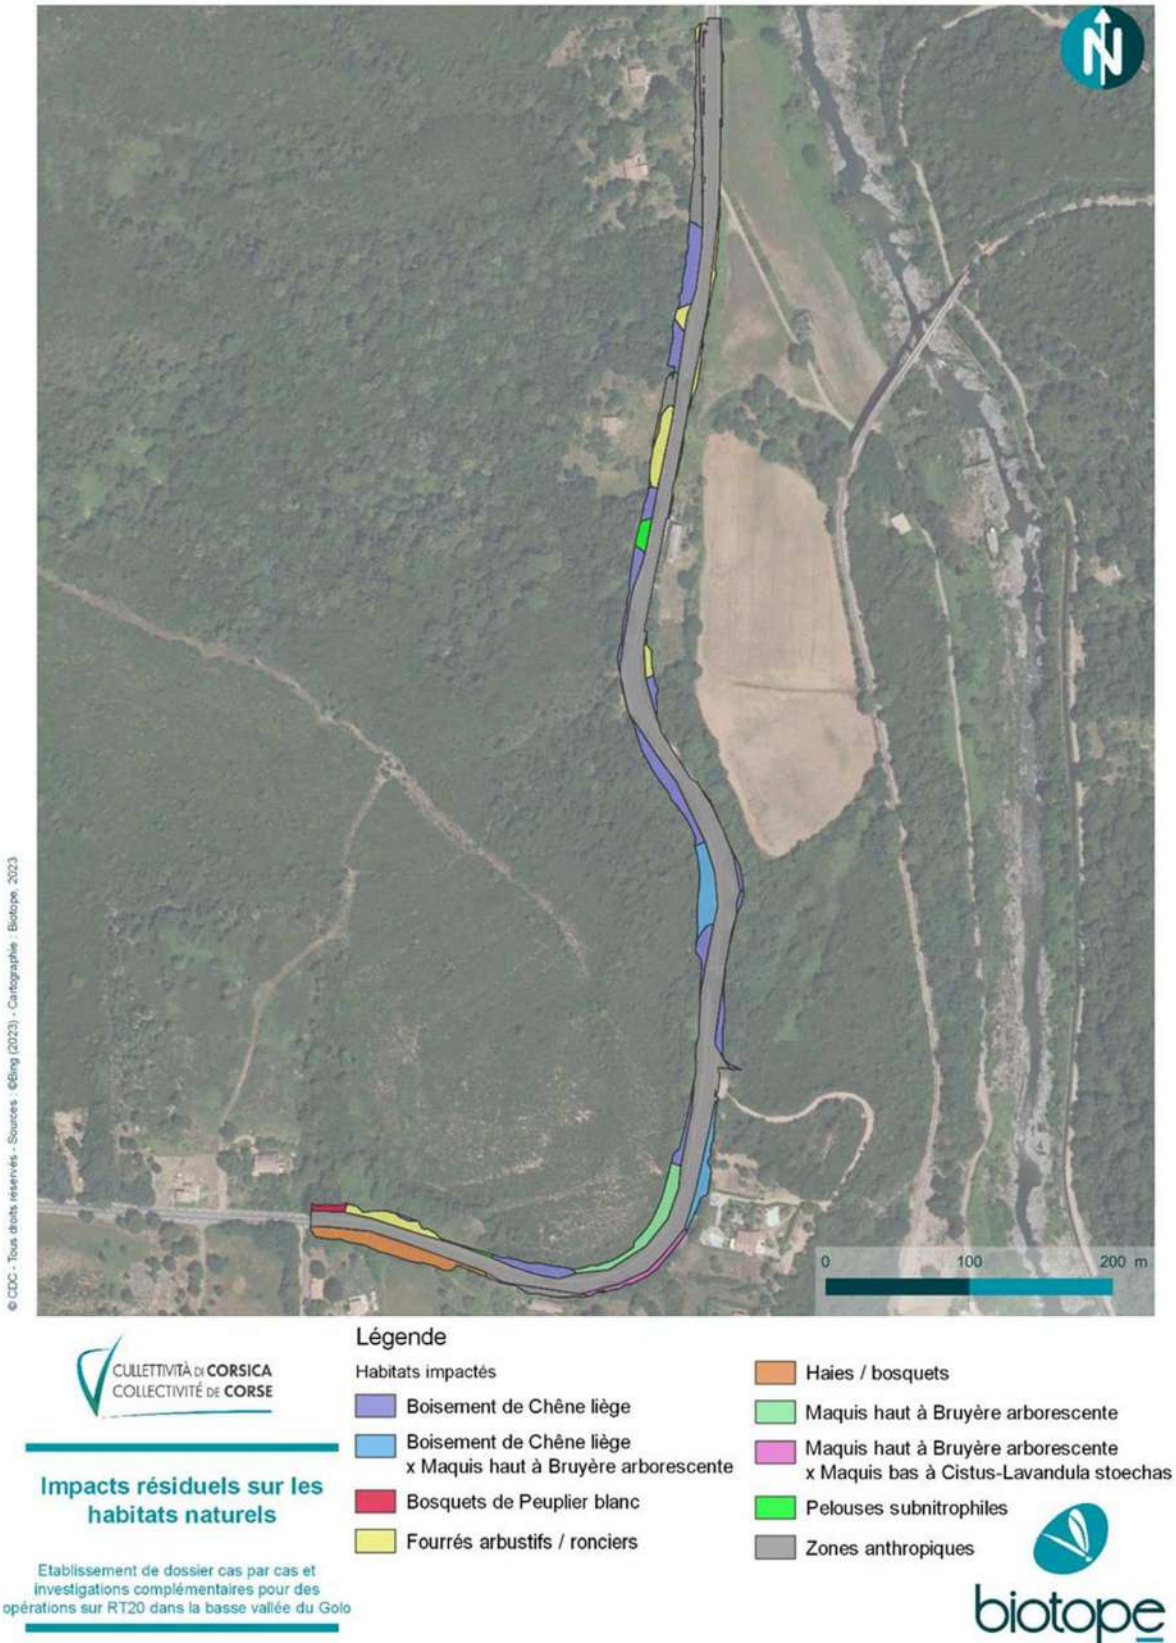 N
© CDC - Tous droits réservés - Sources : ©Bing (2023) - Cartographie : Biotope, 2023
0 100 200 m
CULLETTIVITÀ DI CORSICA
COLLECTIVITÉ DE CORSE
Impacts résiduels sur les
habitats naturels
Etablissement de dossier cas par cas et
investigations complémentaires pour des
opérations sur RT20 dans la basse vallée du Golo
Légende
Habitats impactés
Boisement de Chêne liège
Boisement de Chêne liège
x Maquis haut à Bruyère arborescente
Bosquets de Peuplier blanc
Fourrés arbustifs / ronciers
Haies / bosquets
Maquis haut à Bruyère arborescente
Maquis haut à Bruyère arborescente
x Maquis bas à Cistus-Lavandula stoechas
Pelouses subnitrophiles
Zones anthropiques
biotope